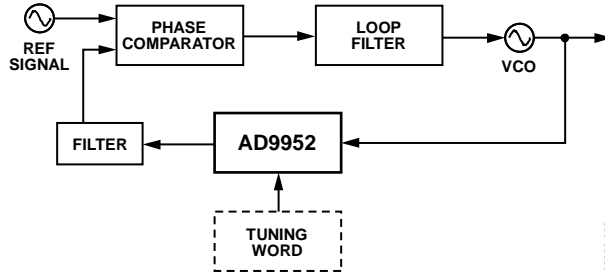 REF
SIGNAL
PHASE
COMPARATOR
LOOP
FILTER
VCO
FILTER
AD9952
TUNING
WORD